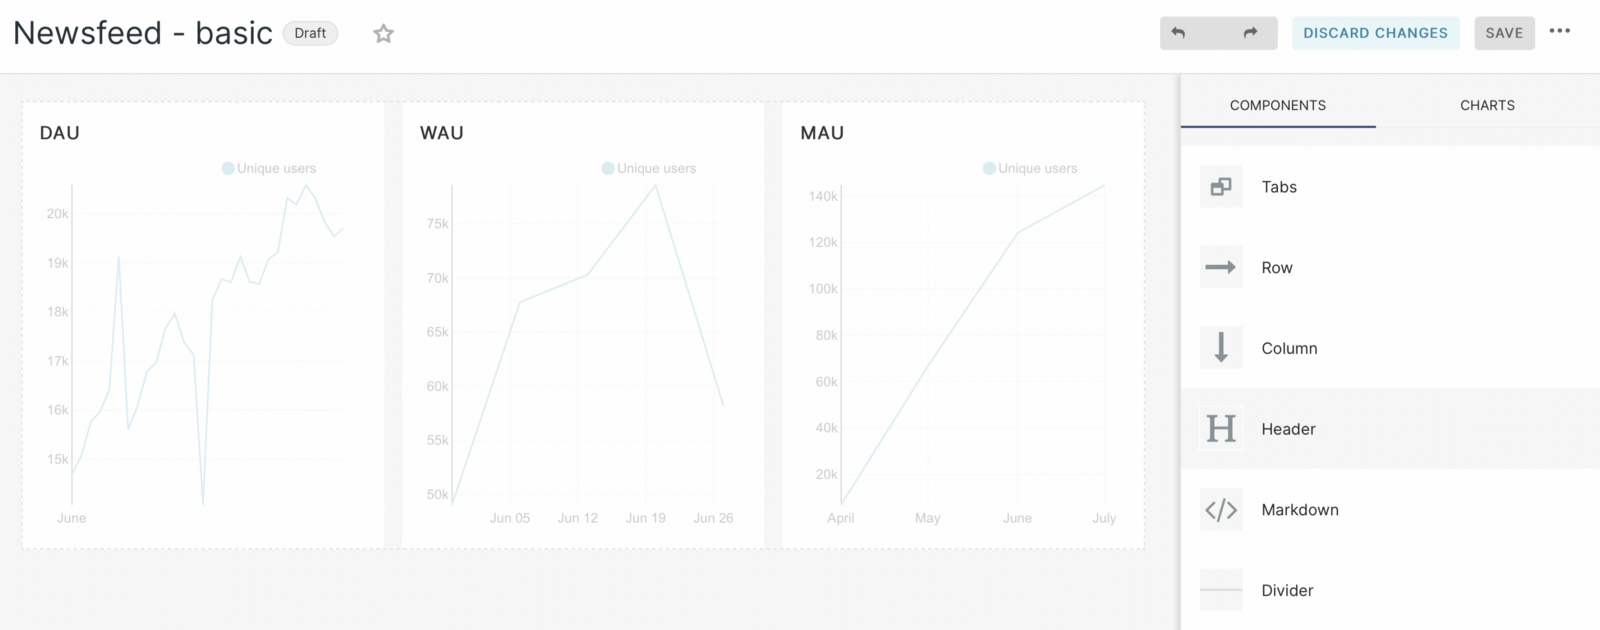 Newsfeed - basic Draft DISCARD CHANGES SAVE
COMPONENTS CHARTS
DAU
Unique users
20k
19k
18k
17k
16k
15k
June
WAU
Unique users
75k
70k
65k
60k
55k
50k
Jun 05 Jun 12 Jun 19 Jun 26
MAU
Unique users
140k
120k
100k
80k
60k
40k
20k
April May June July
Tabs
Row
Column
H Header
</> Markdown
Divider